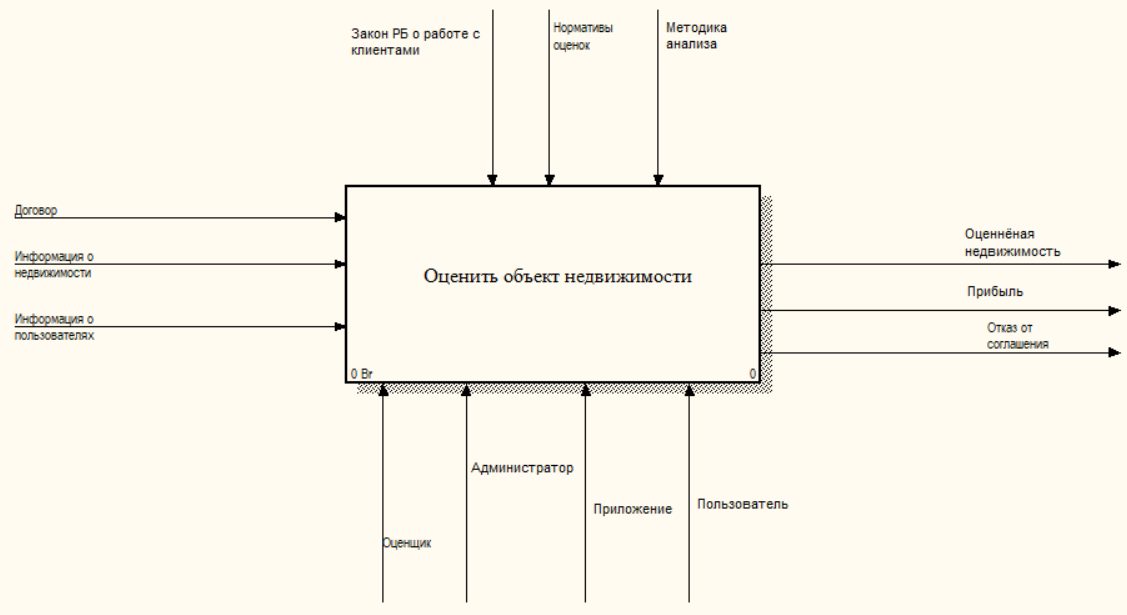 Закон РБ о работе с
клиентами
Нормативы
оценок
Методика
анализа
Договор
Информация о
недвижимости
Информация о
пользователях
Оценить объект недвижимости
0 Br
0
Оценнёная
недвижимость
Прибыль
Отказ от
соглашения
Администратор
Приложение
Пользователь
Оценщик